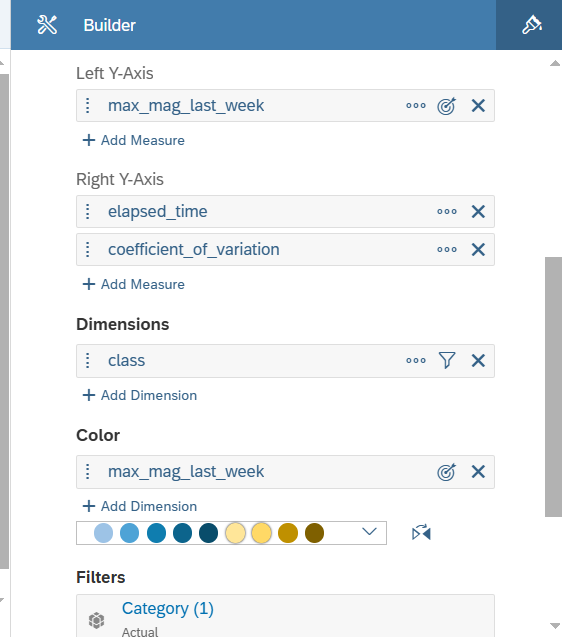 Builder
Left Y-Axis
max_mag_last_week
+ Add Measure
Right Y-Axis
elapsed_time
coefficient_of_variation
+ Add Measure
Dimensions
class
+ Add Dimension
Color
max_mag_last_week
+ Add Dimension
Filters
Category (1)
Actual